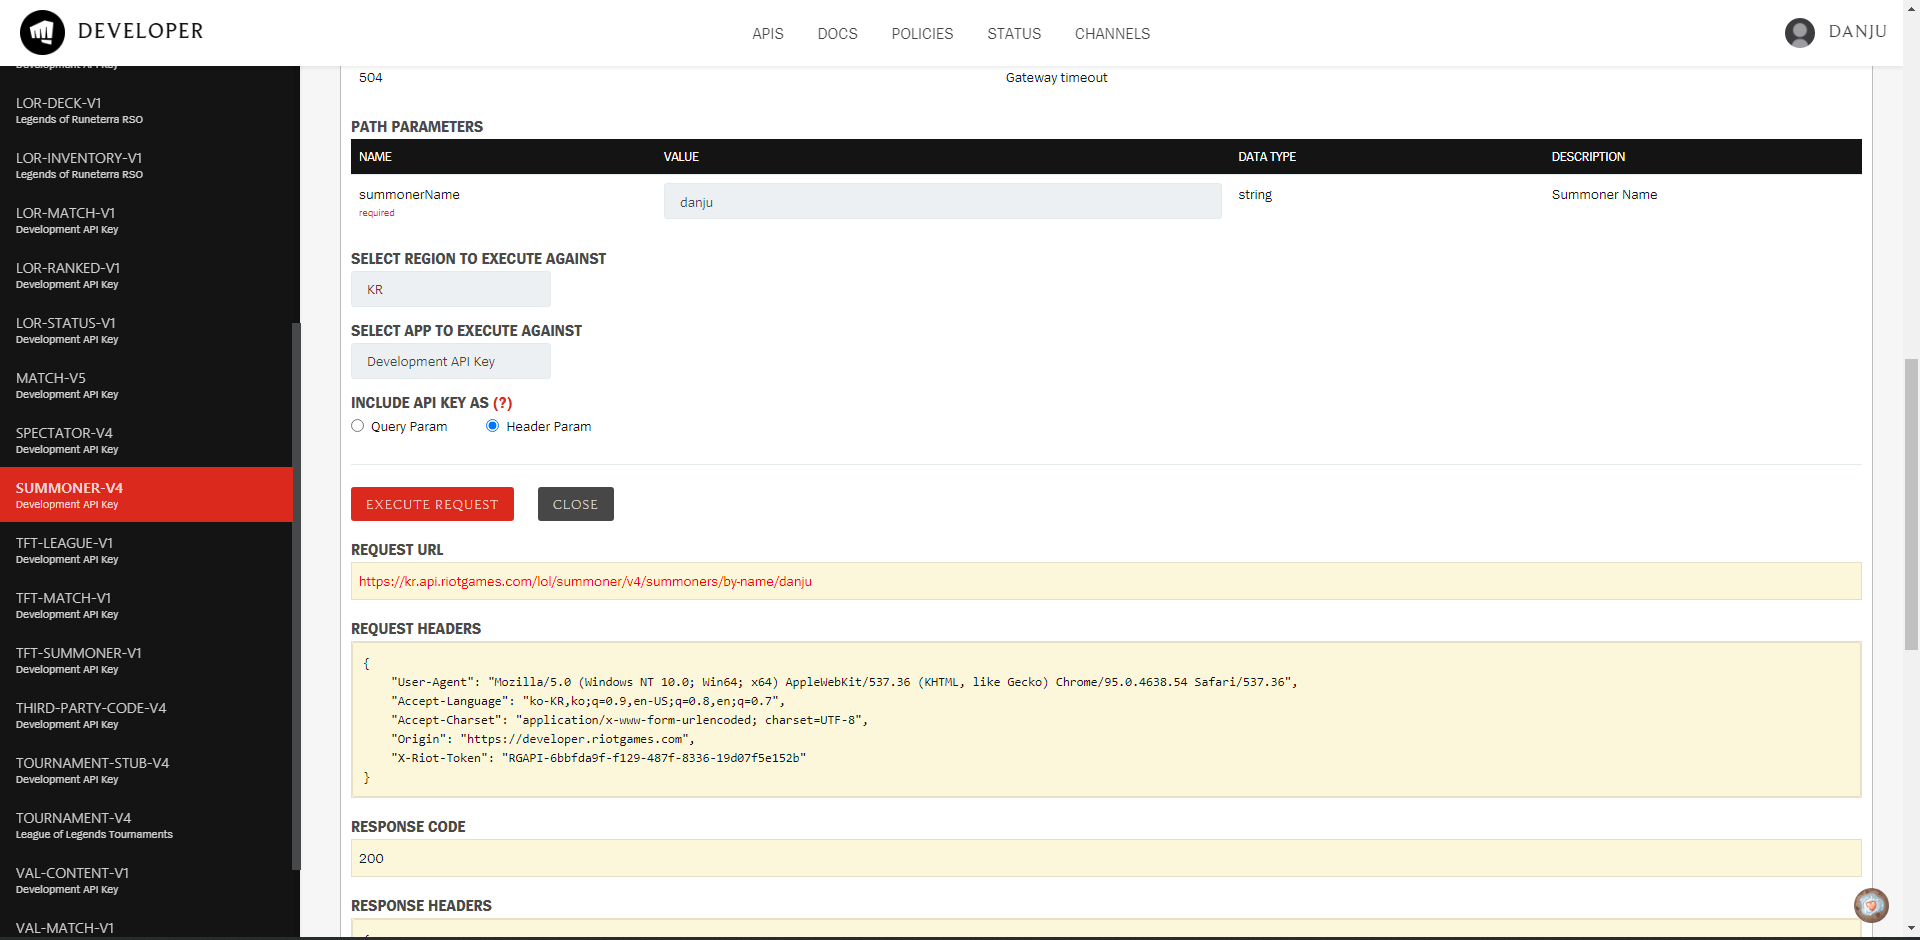 DEVELOPER
APIS DOCS POLICIES STATUS CHANNELS
DANJU
Development API Key
LOR-DECK-V1
Legends of Runeterra RSO
LOR-INVENTORY-V1
Legends of Runeterra RSO
LOR-MATCH-V1
Development API Key
LOR-RANKED-V1
Development API Key
LOR-STATUS-V1
Development API Key
MATCH-V5
Development API Key
SPECTATOR-V4
Development API Key
SUMMONER-V4
Development API Key
TFT-LEAGUE-V1
Development API Key
TFT-MATCH-V1
Development API Key
TFT-SUMMONER-V1
Development API Key
THIRD-PARTY-CODE-V4
Development API Key
TOURNAMENT-STUB-V4
Development API Key
TOURNAMENT-V4
League of Legends Tournaments
VAL-CONTENT-V1
Development API Key
VAL-MATCH-V1
504 Gateway timeout
PATH PARAMETERS
NAME VALUE DATA TYPE DESCRIPTION
summonerName danju string Summoner Name
required
SELECT REGION TO EXECUTE AGAINST
KR
SELECT APP TO EXECUTE AGAINST
Development API Key
INCLUDE API KEY AS (?)
Query Param Header Param
EXECUTE REQUEST CLOSE
REQUEST URL
https://kr.api.riotgames.com/lol/summoner/v4/summoners/by-name/danju
REQUEST HEADERS
{
"User-Agent": "Mozilla/5.0 (Windows NT 10.0; Win64; x64) AppleWebKit/537.36 (KHTML, like Gecko) Chrome/95.0.4638.54 Safari/537.36",
"Accept-Language": "ko-KR,ko;q=0.9,en-US;q=0.8,en;q=0.7",
"Accept-Charset": "application/x-www-form-urlencoded; charset=UTF-8",
"Origin": "https://developer.riotgames.com",
"X-Riot-Token": "RGAPI-6bbfda9f-f129-487f-8336-19d07f5e152b"
}
RESPONSE CODE
200
RESPONSE HEADERS
{